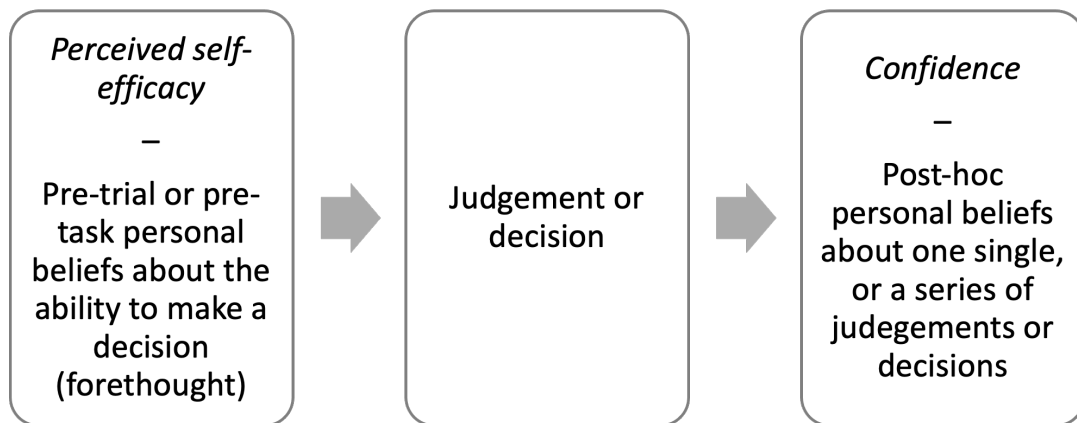 Perceived self-
efficacy
–
Pre-trial or pre-
task personal
beliefs about the
ability to make a
decision
(forethought)
Judgement or
decision
Confidence
–
Post-hoc
personal beliefs
about one single,
or a series of
judegements or
decisions